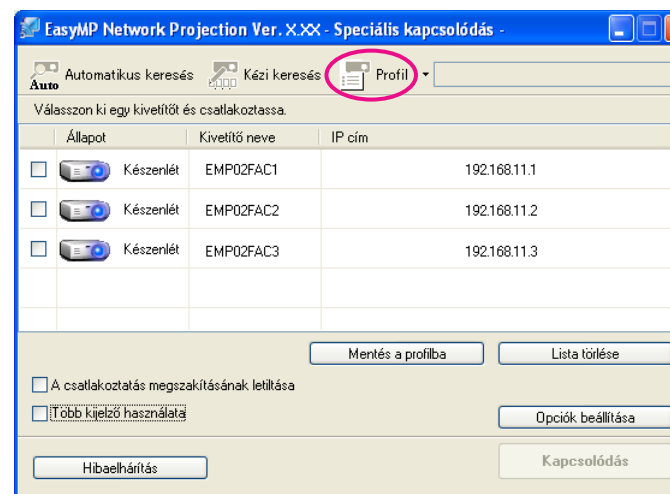 EasyMP Network Projection Ver. X.XX - Speciális kapcsolódás -
Auto Automatikus keresés Kézi keresés Profil
Válasszon ki egy kivetítőt és csatlakoztassa.
Állapot Kivetítő neve IP cím
Készenlét EMP02FAC1 192.168.11.1
Készenlét EMP02FAC2 192.168.11.2
Készenlét EMP02FAC3 192.168.11.3
Mentés a profilba Lista törlése
A csatlakoztatás megszakításának letiltása
Több kijelző használata
Opciók beállítása
Hibaelhárítás Kapcsolódás